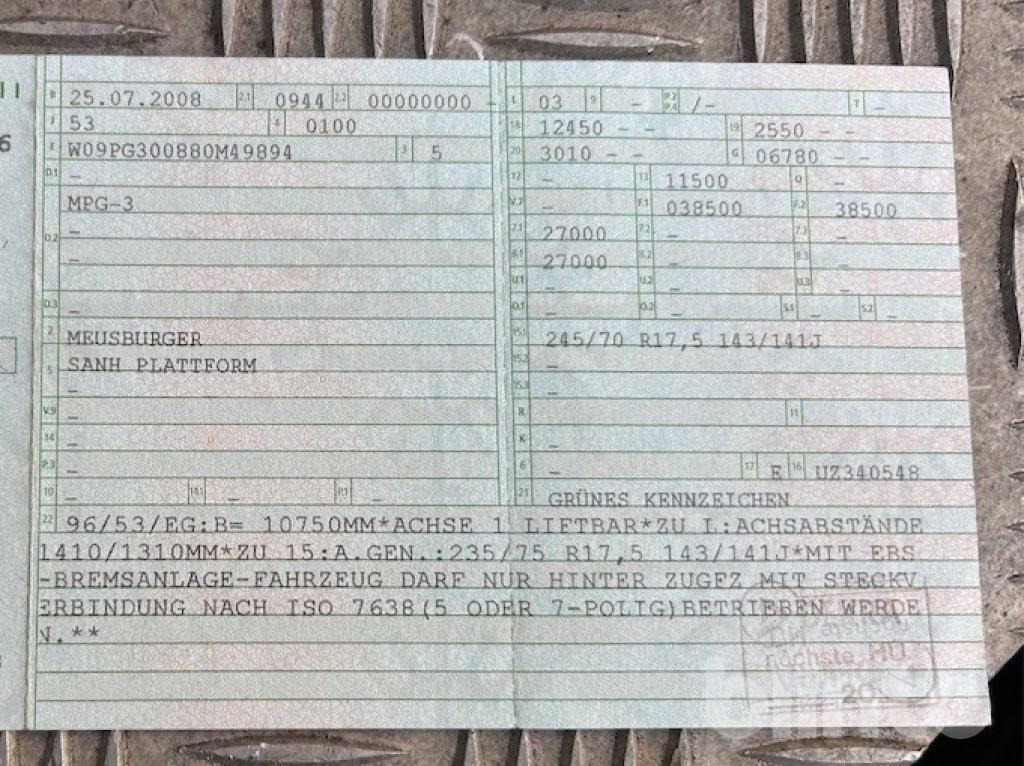 II
B 25.07.2008 2.1 0944 2.2 00000000 -
J 53 4 0100
6
E W09PG300880M49894 3 5
D.1 –
MPG-3
D.2 –
–
D.3 –
2 MEUSBURGER
5 SANH PLATTFORM
–
V.9 –
14 –
P.3 –
10 – 14.1 – P.1 –
L 03 9 – P.2 P.4 /- T –
18 12450 - - 19 2550 - -
20 3010 - - G 06780 - -
12 – 13 11500 Q –
V.7 – F.1 038500 F.2 38500
7.1 27000 7.2 – 7.3 –
8.1 27000 8.2 – 8.3 –
U.1 – U.2 – U.3 –
O.1 – O.2 – S.1 – S.2 –
15.1 245/70 R17,5 143/141J
15.2 –
15.3 –
R 11
K –
6 – 17 E 16 UZ340548
21 GRÜNES KENNZEICHEN
22 96/53/EG:B= 10750MM*ACHSE 1 LIFTBAR*ZU L:ACHSABSTÄNDE
1410/1310MM*ZU 15:A.GEN.:235/75 R17,5 143/141J*MIT EBS
-BREMSANLAGE-FAHRZEUG DARF NUR HINTER ZUGFZ MIT STECKV
ERBINDUNG NACH ISO 7638(5 ODER 7-POLIG)BETRIEBEN WERDE
N.**
nächste HU
20